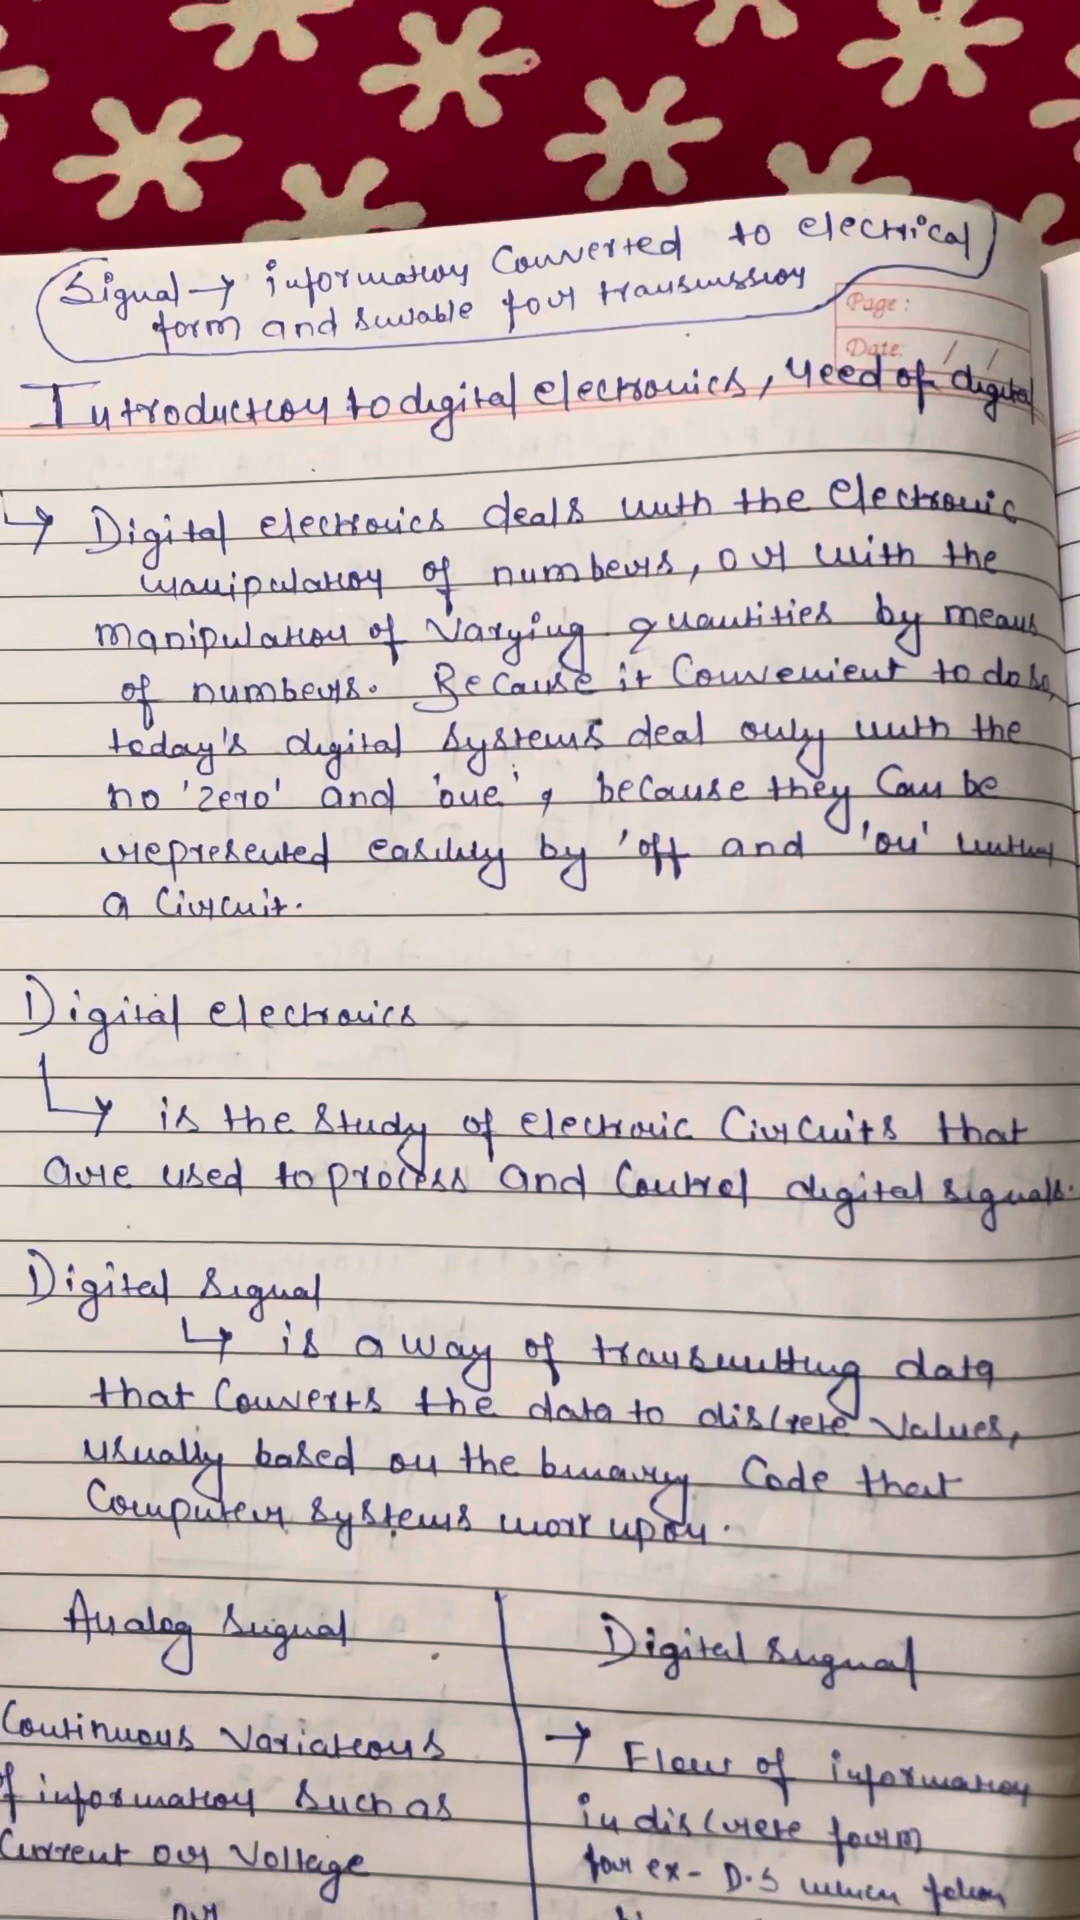 Signal → information Converted to electrical
form and suvable for transmission
Page :
Date: / /
Introduction to digital electronics, need of digital
↳ Digital electronics deals with the electronic
manipulation of numbers, or with the
manipulation of Varying quantities by means
of numbers. Because it Convenient to do so,
today's digital systems deal only with the
no 'zero' and 'one', because they Can be
represented easily by 'off and 'on' within
a Circuit.
Digital electronics
↳ is the study of electronic Circuits that
are used to process and Control digital signals.
Digital Signal
↳ is a way of transmitting data
that Converts the data to discrete values,
usually based on the binary Code that
Computer systems work upon.
Analog Signal
Digital Signal
Continuous Variations
of information Such as
Current or Voltage
→ Flow of information
in discrete form
for ex- D.S when
or